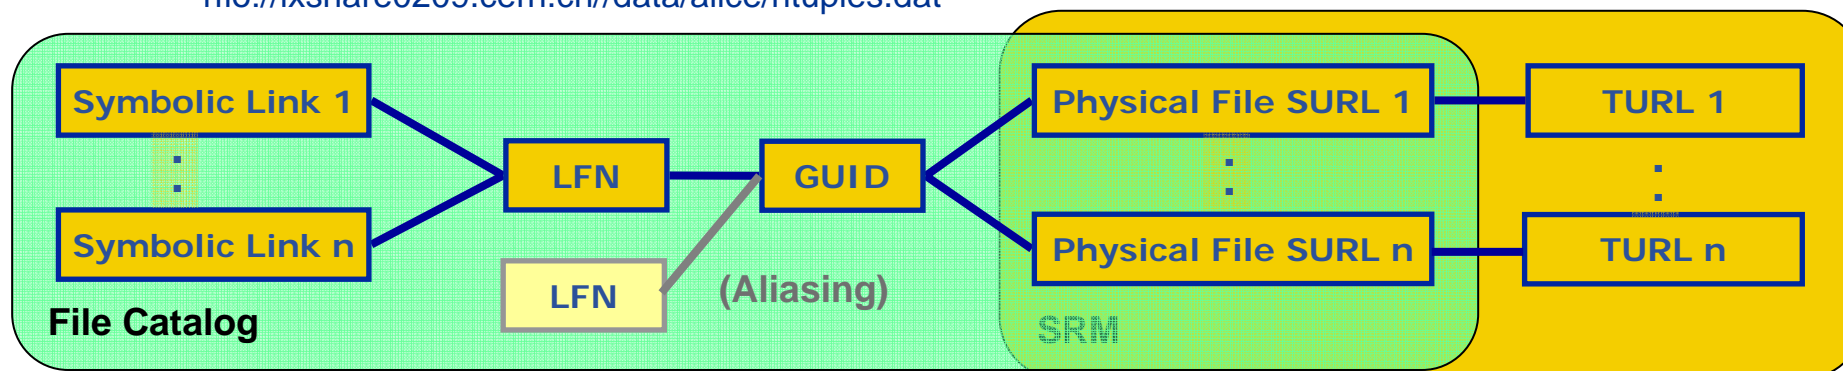 Symbolic Link 1
Physical File SURL 1
TURL 1
LFN
GUID
Symbolic Link n
Physical File SURL n
TURL n
LFN
(Aliasing)
File Catalog
SRM